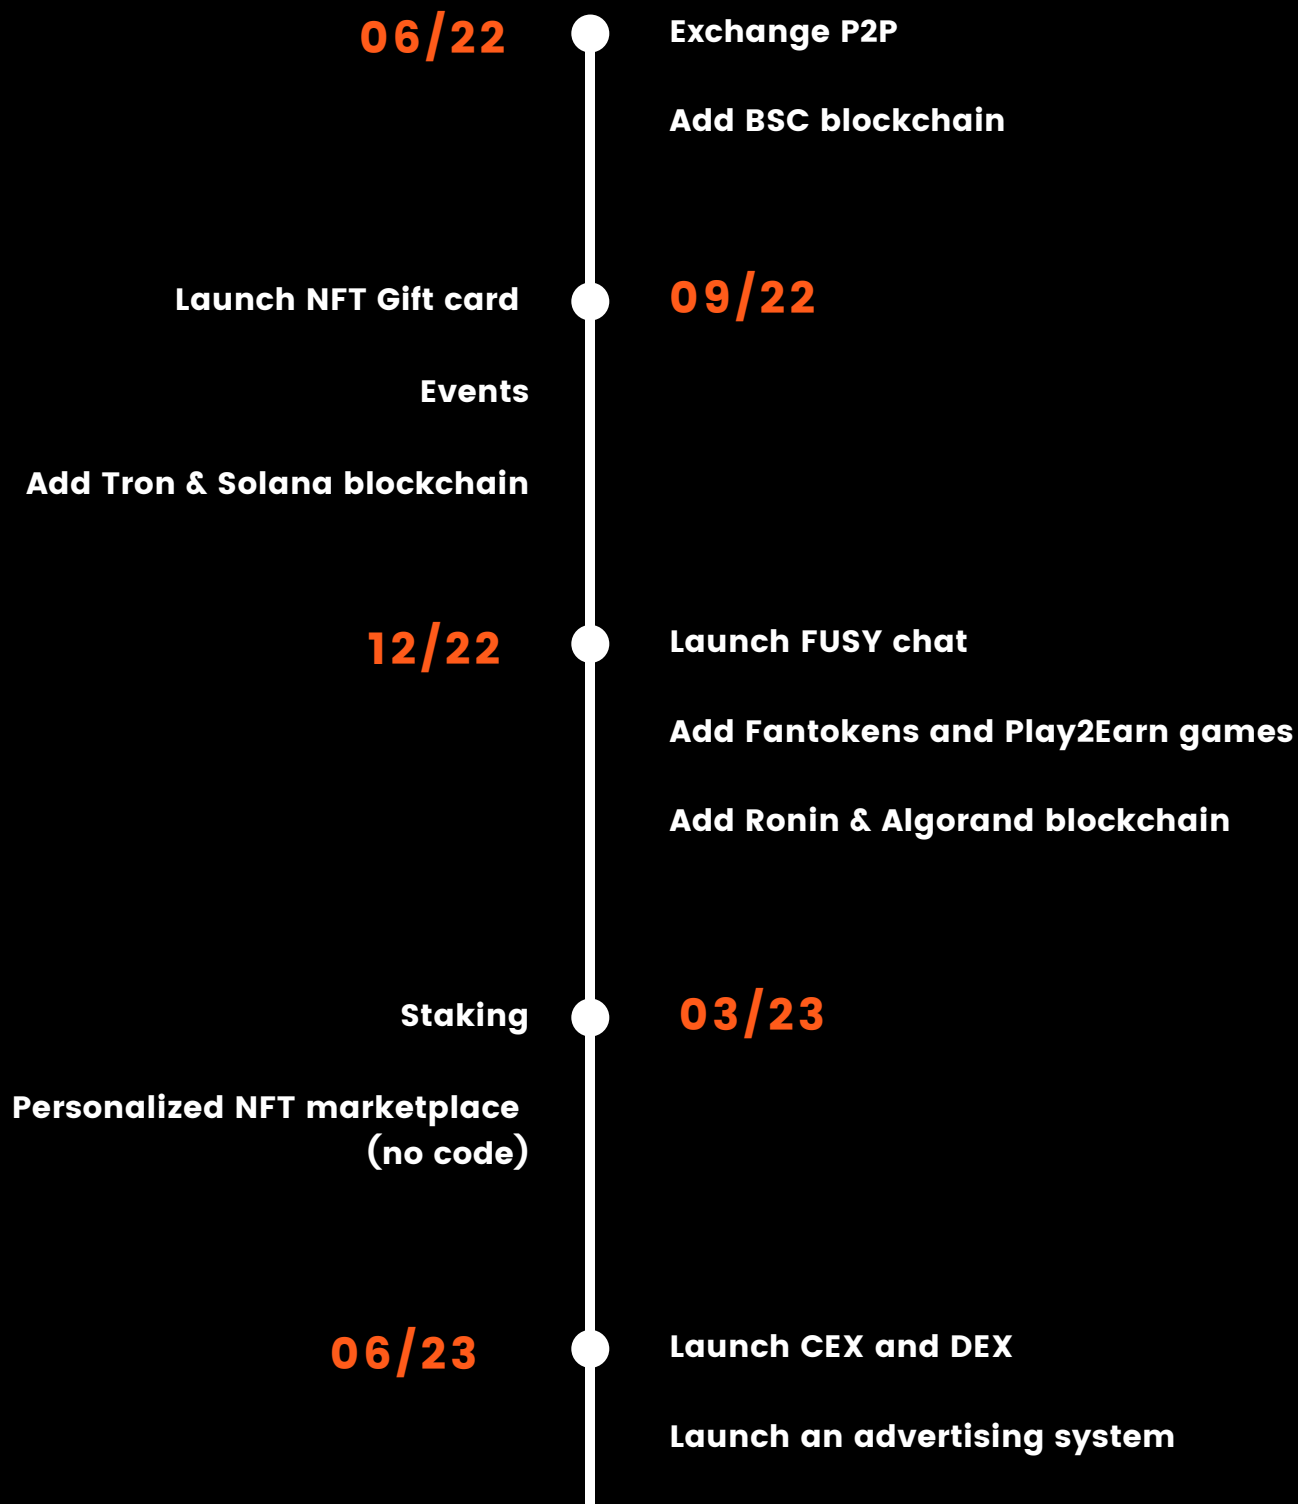 06/22
Exchange P2P
Add BSC blockchain
Launch NFT Gift card
09/22
Events
Add Tron & Solana blockchain
12/22
Launch FUSY chat
Add Fantokens and Play2Earn games
Add Ronin & Algorand blockchain
Staking
03/23
Personalized NFT marketplace
(no code)
06/23
Launch CEX and DEX
Launch an advertising system